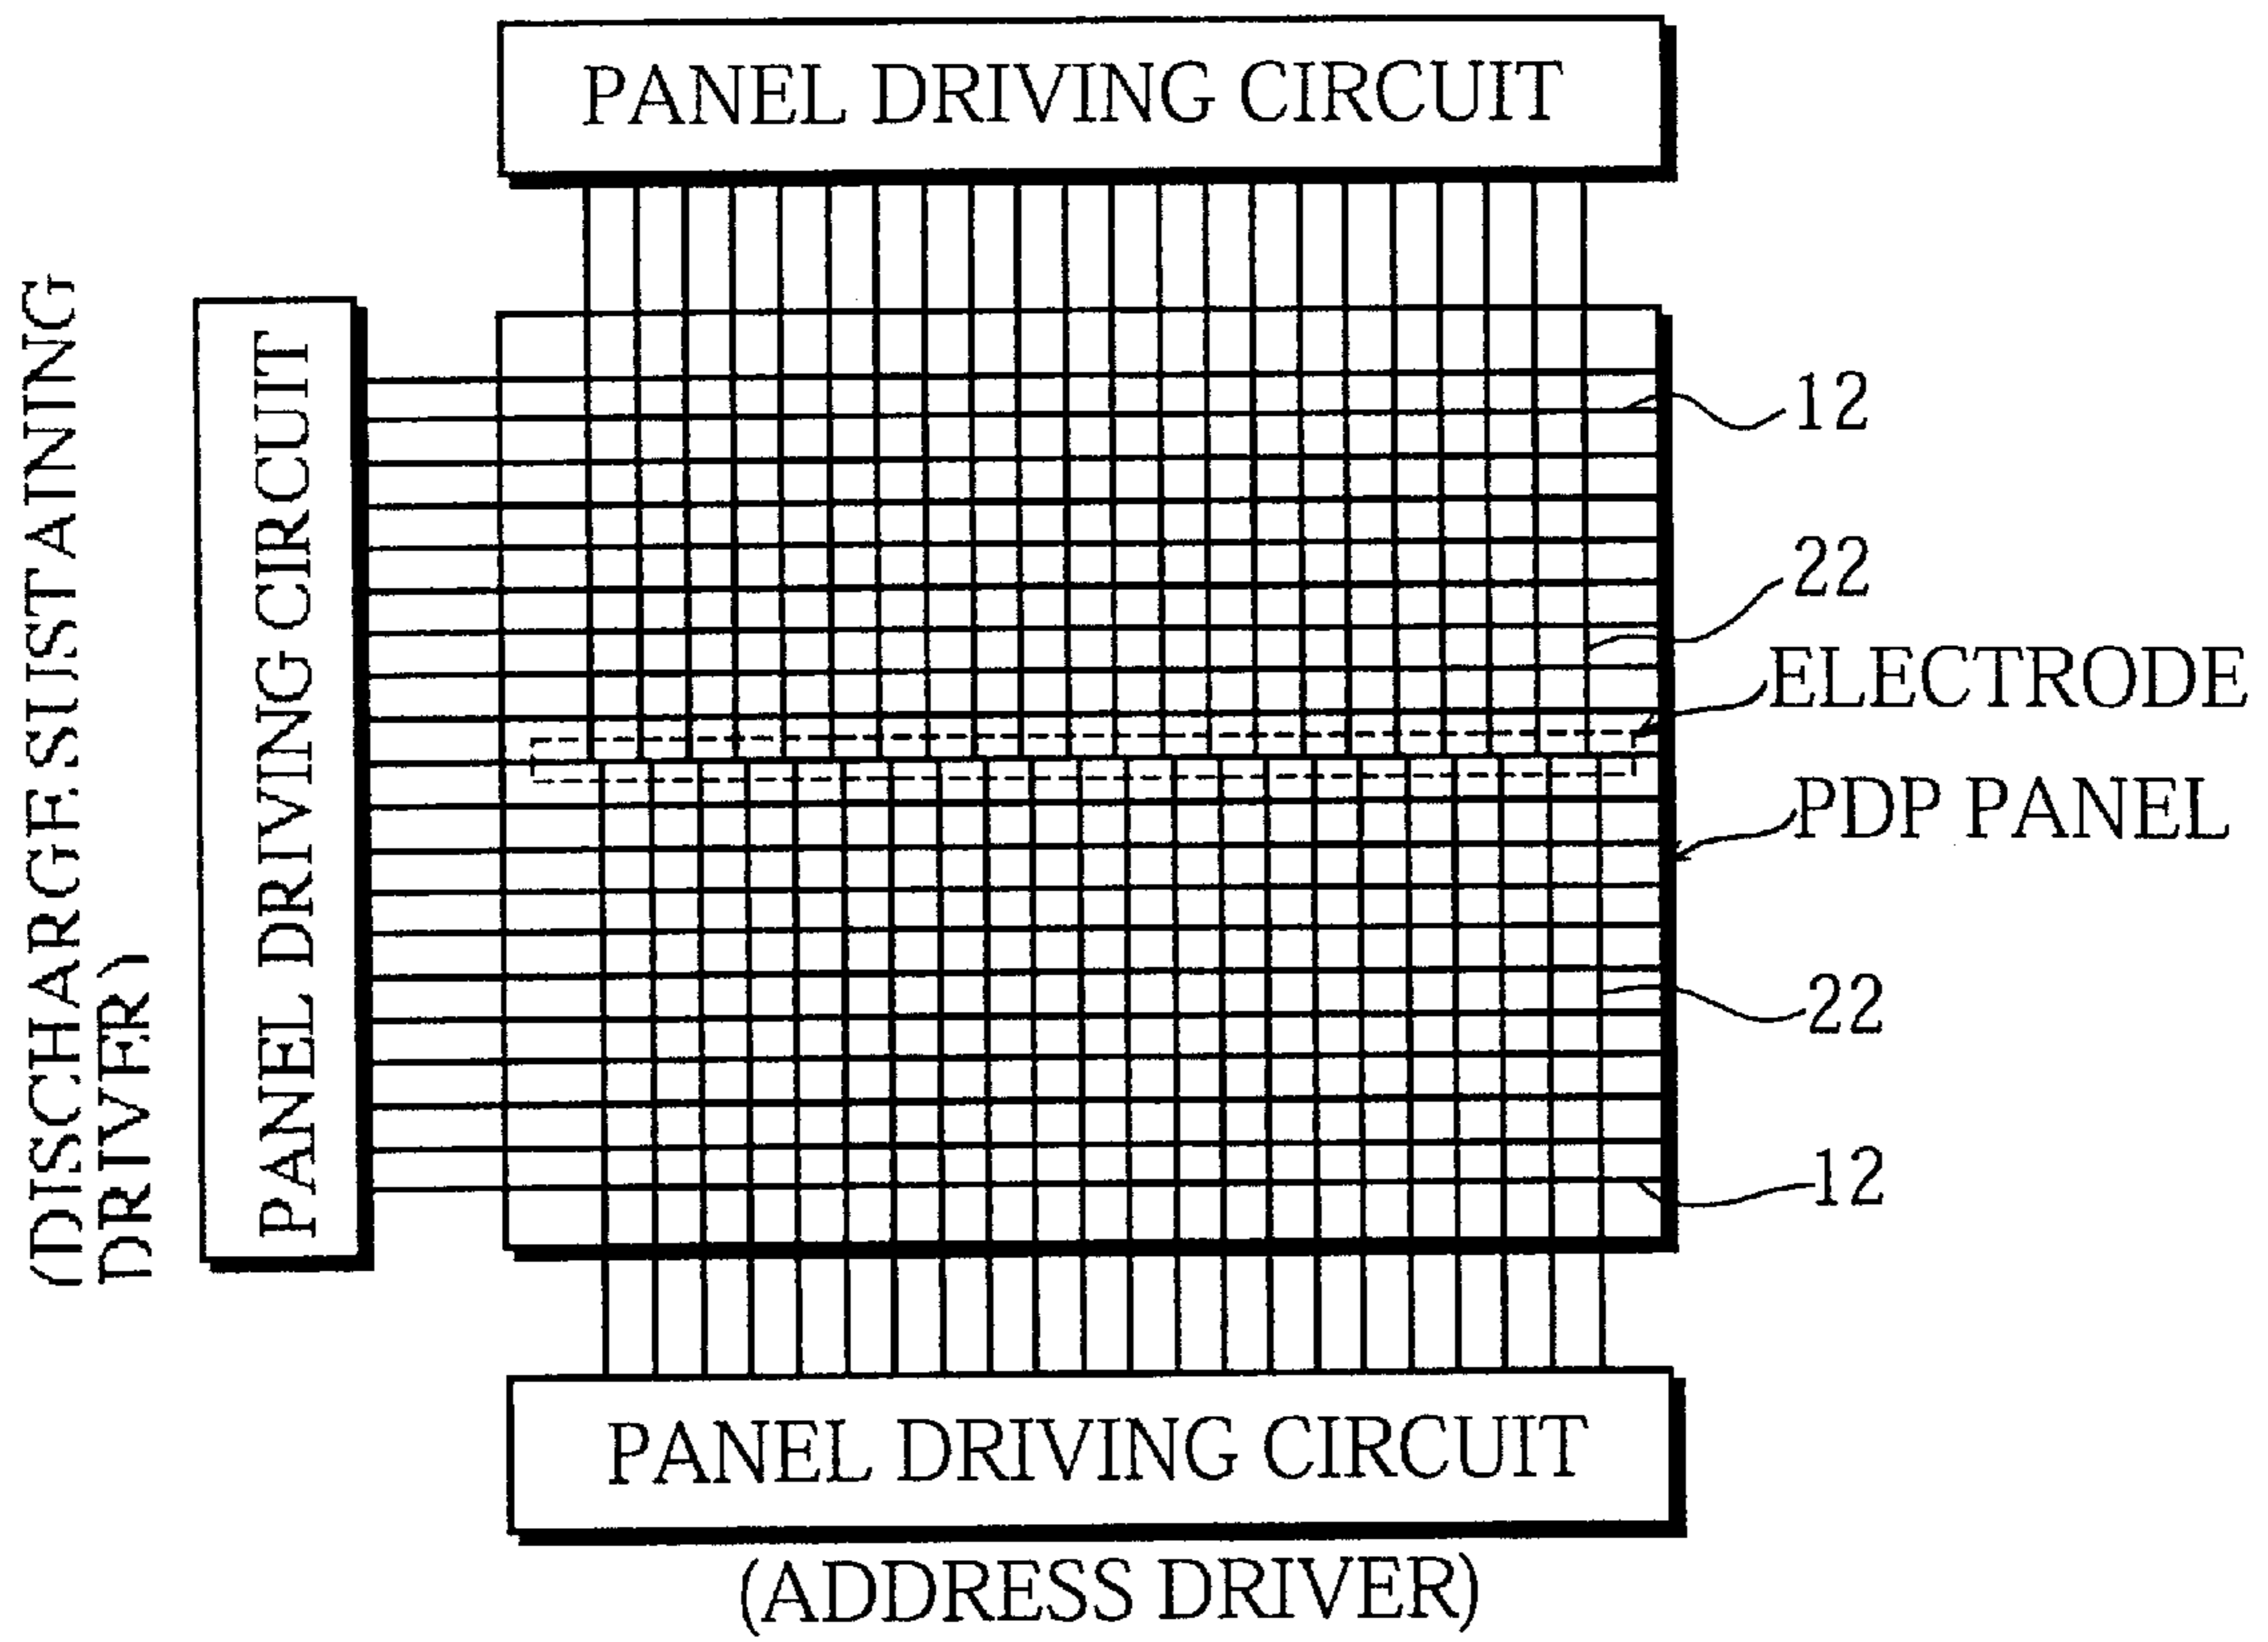 PANEL DRIVING CIRCUIT
(DISCHARGE SUSTAINING
DRIVER)
PANEL DRIVING CIRCUIT
12
22
ELECTRODE
PDP PANEL
22
12
PANEL DRIVING CIRCUIT
(ADDRESS DRIVER)